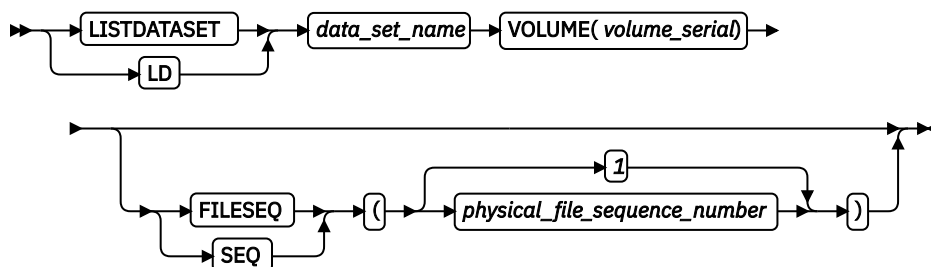 LISTDATASET data_set_name VOLUME( volume_serial)
LD
1
FILESEQ ( physical_file_sequence_number )
SEQ